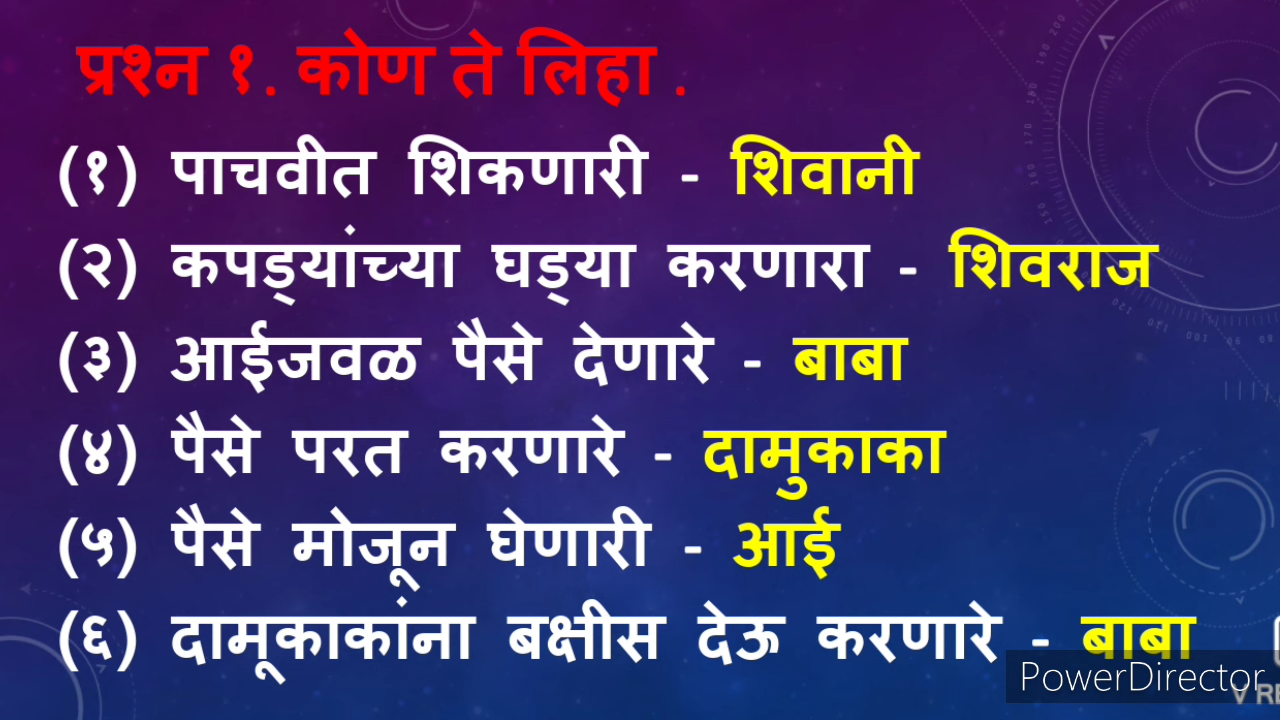 प्रश्न १. कोण ते लिहा .
(१) पाचवीत शिकणारी - शिवानी
(२) कपड्यांच्या घड्या करणारा - शिवराज
(३) आईजवळ पैसे देणारे - बाबा
(४) पैसे परत करणारे - दामुकाका
(५) पैसे मोजून घेणारी - आई
(६) दामूकाकांना बक्षीस देऊ करणारे - बाबा
PowerDirector